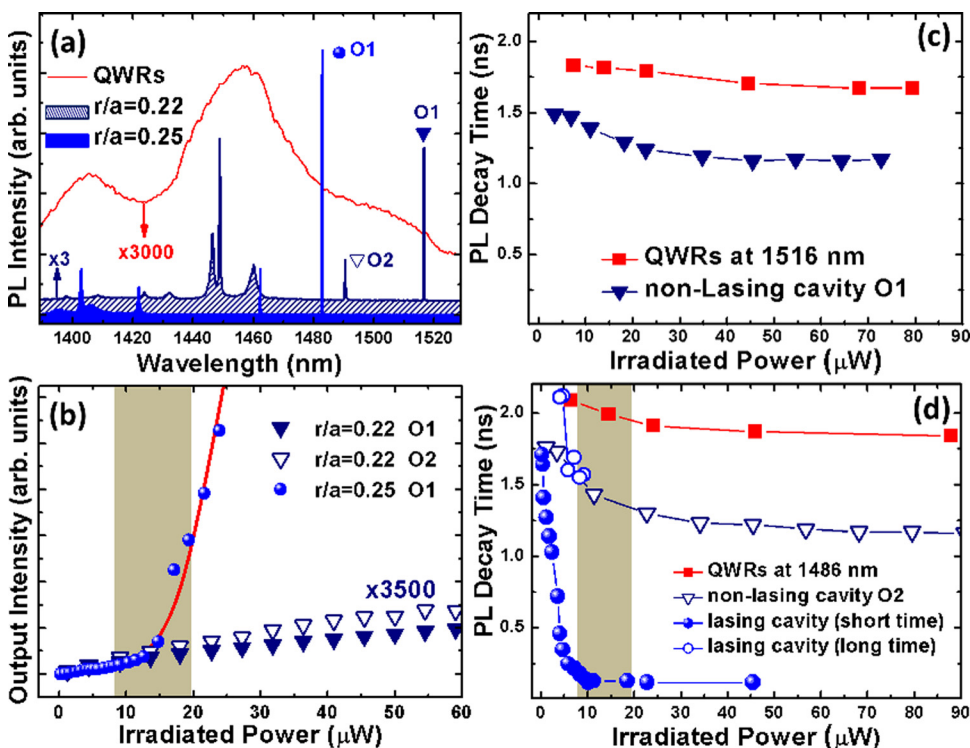 (a)
O1
QWRs
r/a=0.22
r/a=0.25
O1
x3000
x3
O2
PL Intensity (arb. units)
1400 1420 1440 1460 1480 1500 1520
Wavelength (nm)
(b)
r/a=0.22 O1
r/a=0.22 O2
r/a=0.25 O1
x3500
Output Intensity (arb. units)
0 10 20 30 40 50 60
Irradiated Power (μW)
(c)
2.0
1.5
1.0
0.5
PL Decay Time (ns)
QWRs at 1516 nm
non-Lasing cavity O1
0 10 20 30 40 50 60 70 80 90
Irradiated Power (μW)
(d)
2.0
1.5
1.0
0.5
PL Decay Time (ns)
QWRs at 1486 nm
non-lasing cavity O2
lasing cavity (short time)
lasing cavity (long time)
0 10 20 30 40 50 60 70 80 90
Irradiated Power (μW)